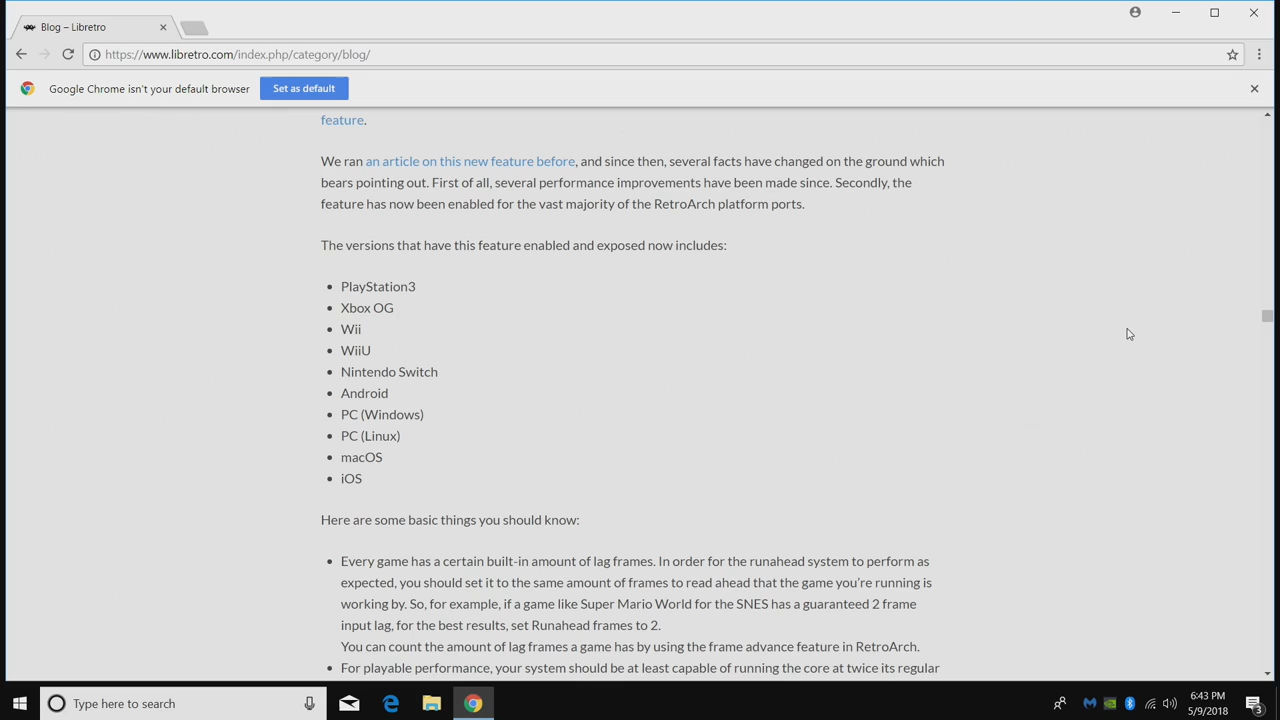 Blog – Libretro
https://www.libretro.com/index.php/category/blog/
Google Chrome isn't your default browser
Set as default
feature.
We ran an article on this new feature before, and since then, several facts have changed on the ground which
bears pointing out. First of all, several performance improvements have been made since. Secondly, the
feature has now been enabled for the vast majority of the RetroArch platform ports.
The versions that have this feature enabled and exposed now includes:
• PlayStation3
• Xbox OG
• Wii
• WiiU
• Nintendo Switch
• Android
• PC (Windows)
• PC (Linux)
• macOS
• iOS
Here are some basic things you should know:
• Every game has a certain built-in amount of lag frames. In order for the runahead system to perform as
expected, you should set it to the same amount of frames to read ahead that the game you're running is
working by. So, for example, if a game like Super Mario World for the SNES has a guaranteed 2 frame
input lag, for the best results, set Runahead frames to 2.
You can count the amount of lag frames a game has by using the frame advance feature in RetroArch.
• For playable performance, your system should be at least capable of running the core at twice its regular
Type here to search
6:43 PM
5/9/2018
3